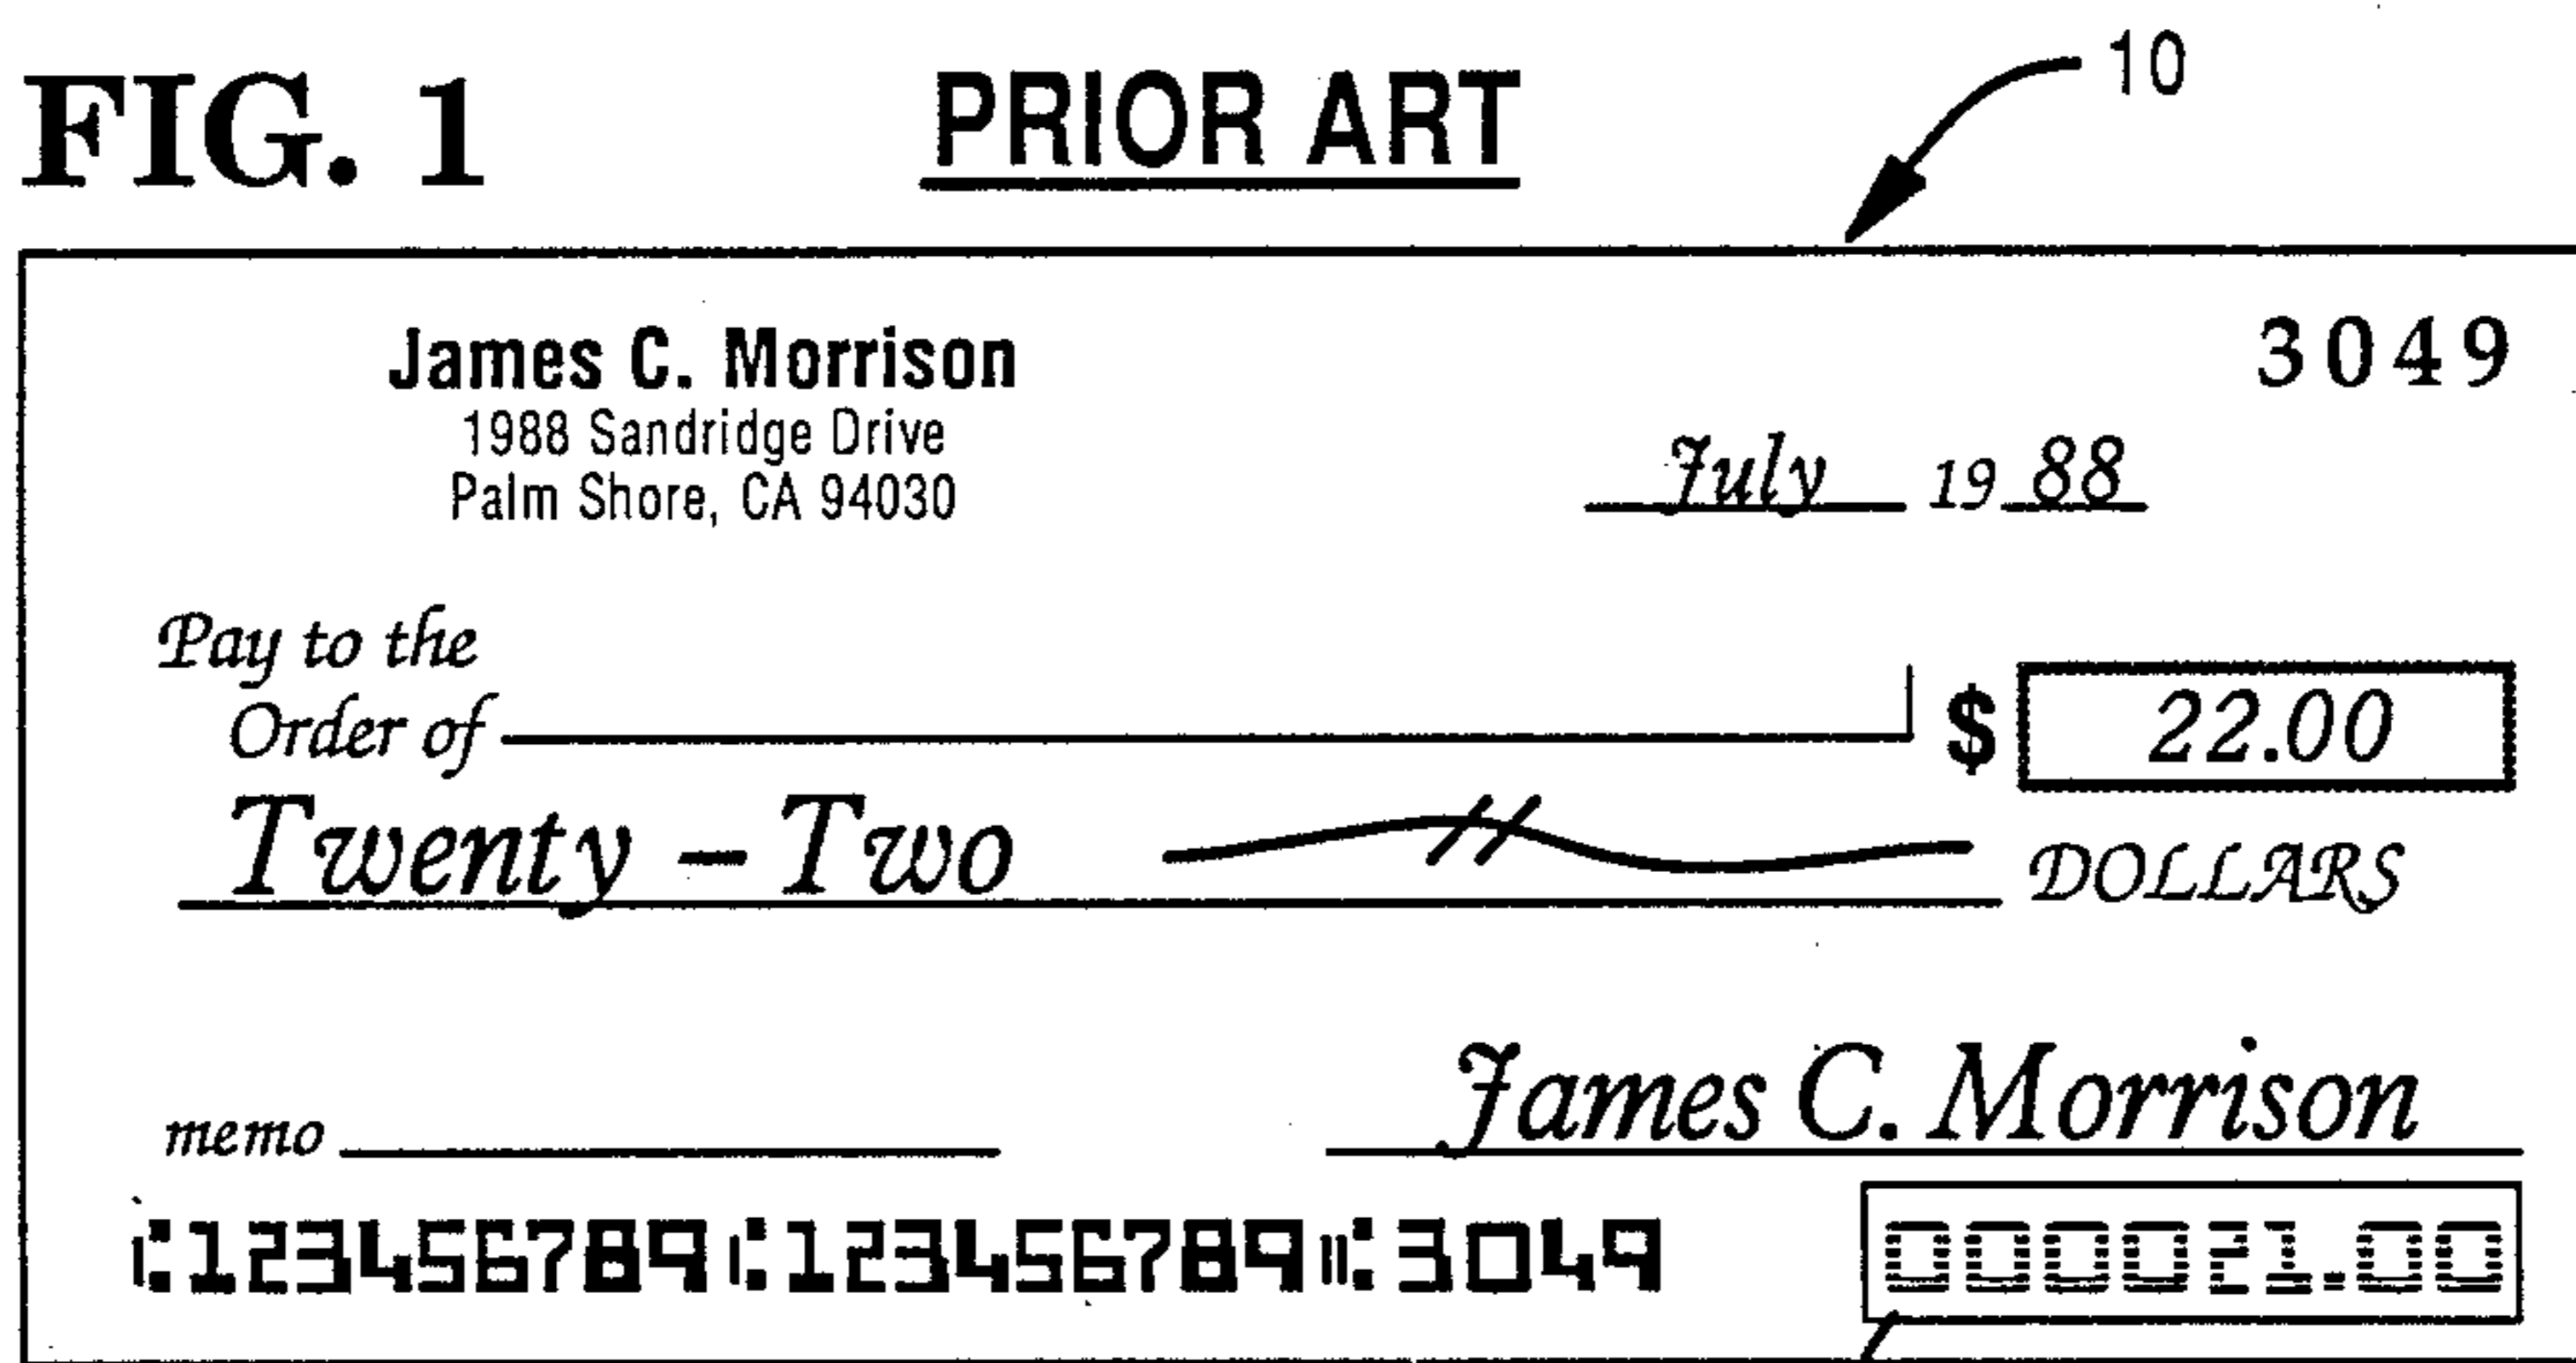 FIG. 1 PRIOR ART 10
James C. Morrison 3049
1988 Sandridge Drive
Palm Shore, CA 94030
July 19 88
Pay to the
Order of $ 22.00
Twenty – Two DOLLARS
memo James C. Morrison
⑆123456789⑆123456789⑈⑆3049 000021.00